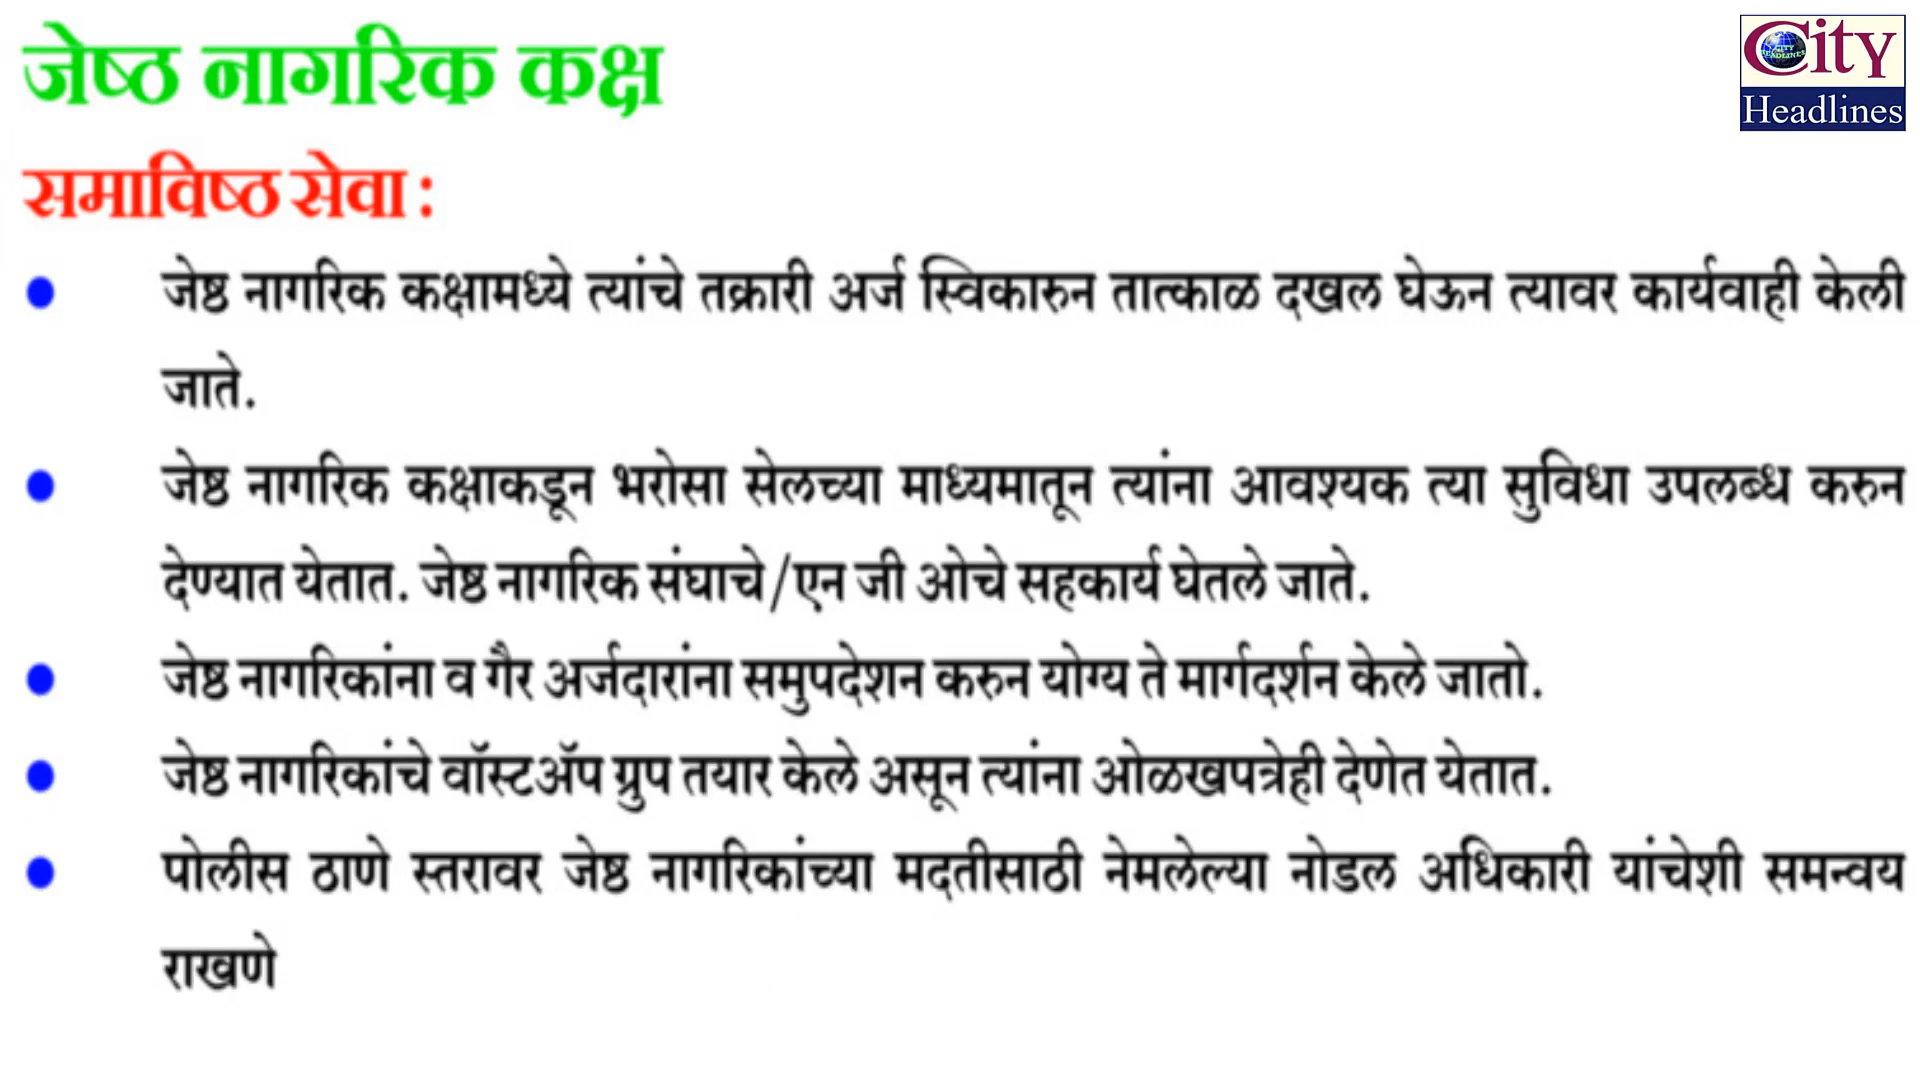 जेष्ठ नागरिक कक्ष
City
Headlines
समाविष्ठ सेवा :
जेष्ठ नागरिक कक्षामध्ये त्यांचे तक्रारी अर्ज स्विकारुन तात्काळ दखल घेऊन त्यावर कार्यवाही केली
जाते.
जेष्ठ नागरिक कक्षाकडून भरोसा सेलच्या माध्यमातून त्यांना आवश्यक त्या सुविधा उपलब्ध करुन
देण्यात येतात. जेष्ठ नागरिक संघाचे/एन जी ओचे सहकार्य घेतले जाते.
जेष्ठ नागरिकांना व गैर अर्जदारांना समुपदेशन करुन योग्य ते मार्गदर्शन केले जातो.
जेष्ठ नागरिकांचे वॉस्टॲप ग्रुप तयार केले असून त्यांना ओळखपत्रेही देणेत येतात.
पोलीस ठाणे स्तरावर जेष्ठ नागरिकांच्या मदतीसाठी नेमलेल्या नोडल अधिकारी यांचेशी समन्वय
राखणे